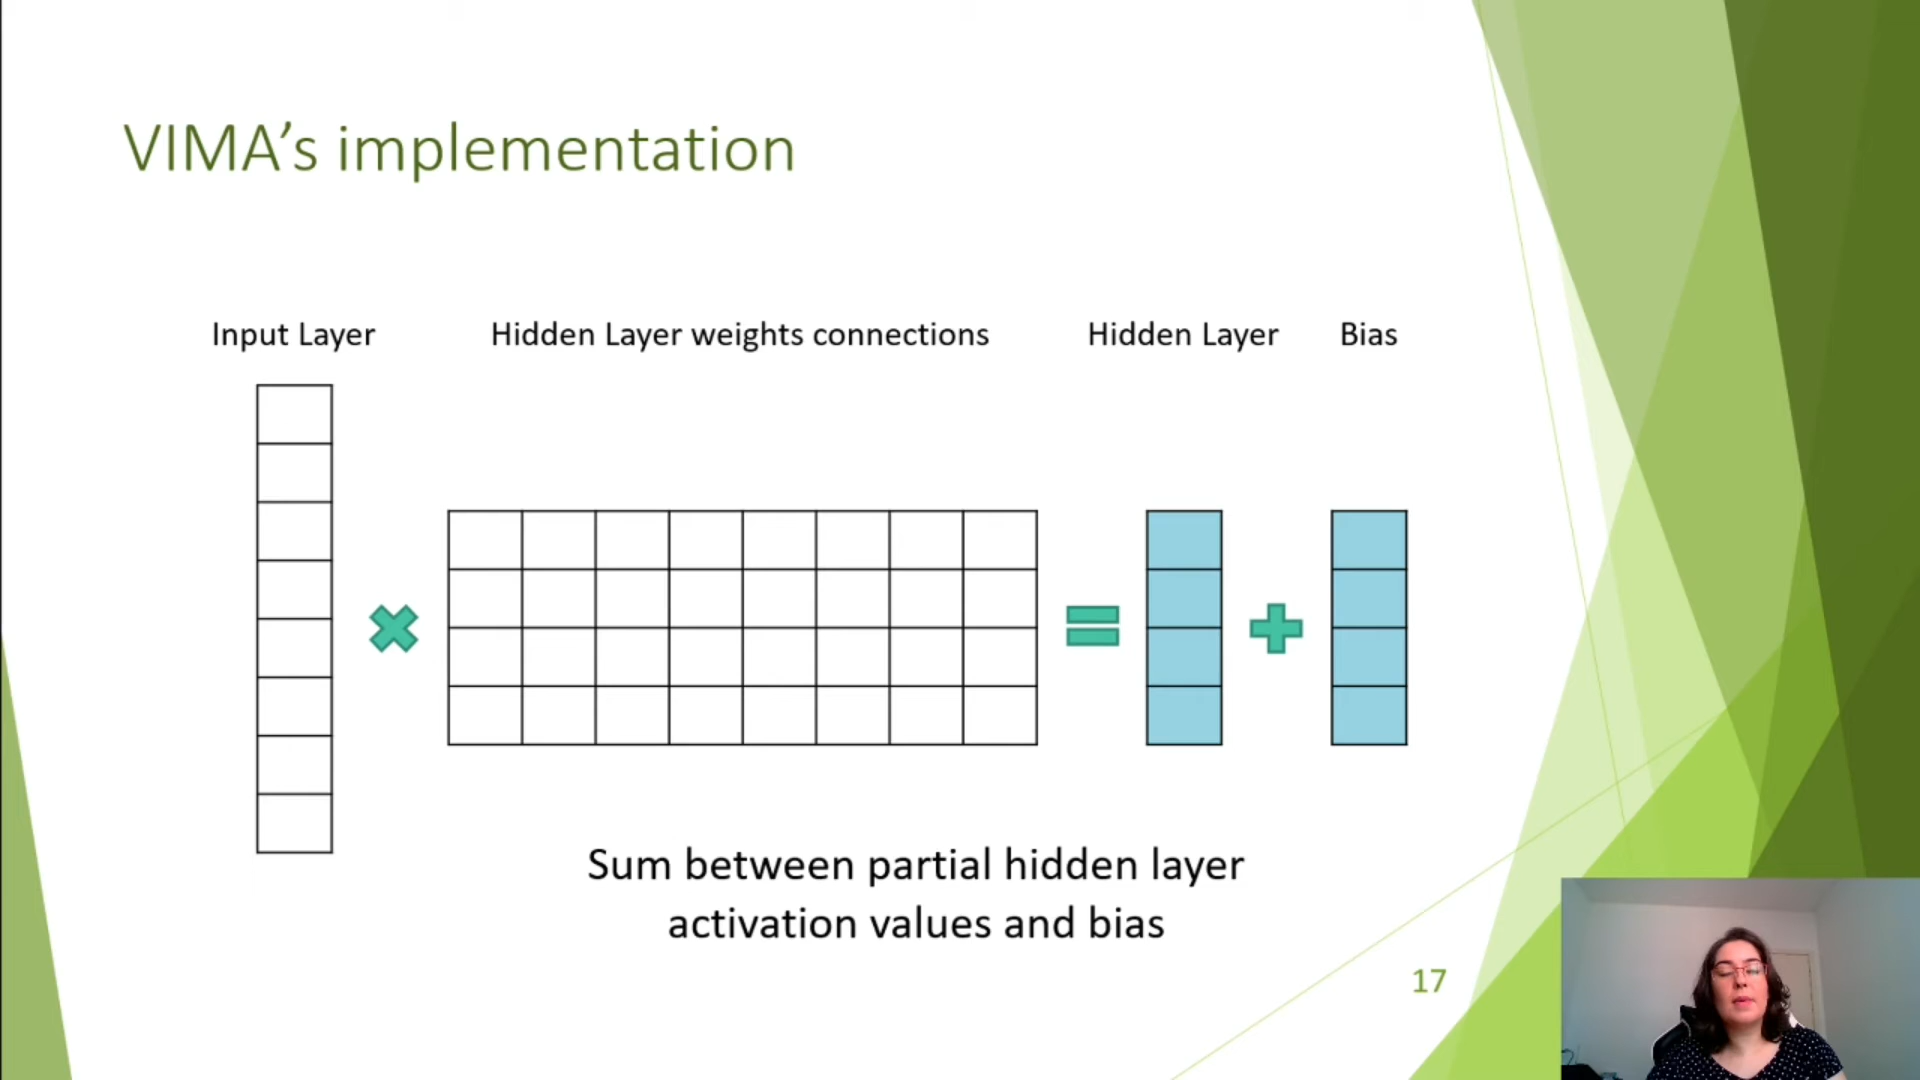 VIMA's implementation
Input Layer
Hidden Layer weights connections
Hidden Layer
Bias
Sum between partial hidden layer
activation values and bias
17